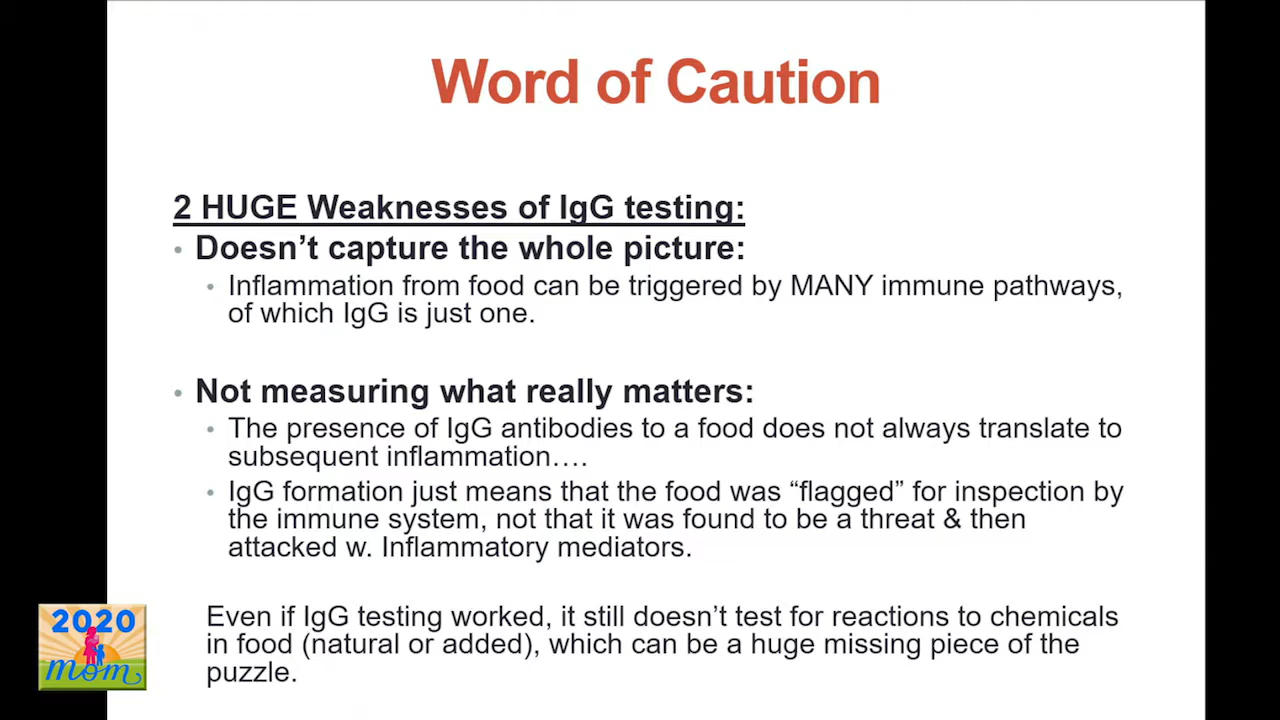 Word of Caution
2 HUGE Weaknesses of IgG testing:
• Doesn’t capture the whole picture:
• Inflammation from food can be triggered by MANY immune pathways,
of which IgG is just one.
• Not measuring what really matters:
• The presence of IgG antibodies to a food does not always translate to
subsequent inflammation….
• IgG formation just means that the food was “flagged” for inspection by
the immune system, not that it was found to be a threat & then
attacked w. Inflammatory mediators.
Even if IgG testing worked, it still doesn’t test for reactions to chemicals
in food (natural or added), which can be a huge missing piece of the
puzzle.
2020
mom